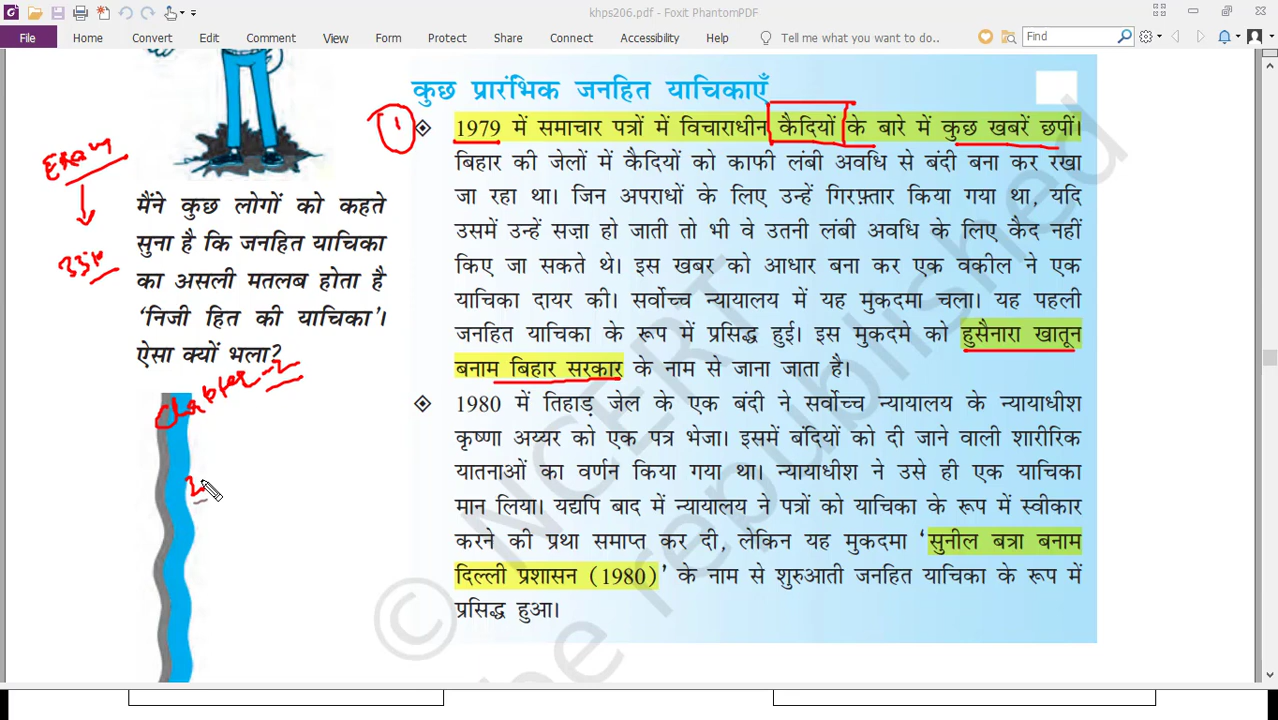 khps206.pdf - Foxit PhantomPDF
File Home Convert Edit Comment View Form Protect Share Connect Accessibility Help Tell me what you want to do... Find
कुछ प्रारंभिक जनहित याचिकाएँ
1
1979 में समाचार पत्रों में विचाराधीन कैदियों के बारे में कुछ खबरें छपीं।
बिहार की जेलों में कैदियों को काफी लंबी अवधि से बंदी बना कर रखा
जा रहा था। जिन अपराधों के लिए उन्हें गिरफ़्तार किया गया था, यदि
उसमें उन्हें सज़ा हो जाती तो भी वे उतनी लंबी अवधि के लिए कैद नहीं
किए जा सकते थे। इस खबर को आधार बना कर एक वकील ने एक
याचिका दायर की। सर्वोच्च न्यायालय में यह मुकदमा चला। यह पहली
जनहित याचिका के रूप में प्रसिद्ध हुई। इस मुकदमे को हुसैनारा खातून
बनाम बिहार सरकार के नाम से जाना जाता है।
1980 में तिहाड़ जेल के एक बंदी ने सर्वोच्च न्यायालय के न्यायाधीश
कृष्णा अय्यर को एक पत्र भेजा। इसमें बंदियों को दी जाने वाली शारीरिक
यातनाओं का वर्णन किया गया था। न्यायाधीश ने उसे ही एक याचिका
मान लिया। यद्यपि बाद में न्यायालय ने पत्रों को याचिका के रूप में स्वीकार
करने की प्रथा समाप्त कर दी, लेकिन यह मुकदमा ‘सुनील बत्रा बनाम
दिल्ली प्रशासन (1980)’ के नाम से शुरुआती जनहित याचिका के रूप में
प्रसिद्ध हुआ।
Exam
मैंने कुछ लोगों को कहते
सुना है कि जनहित याचिका
का असली मतलब होता है
‘निजी हित की याचिका’।
ऐसा क्यों भला?
Chapter-2
© NCERT
be republished